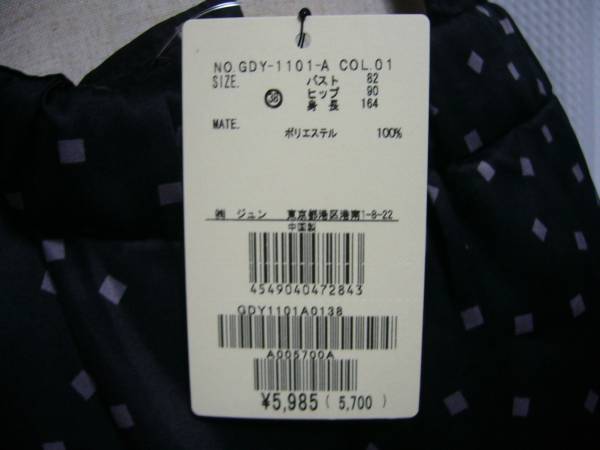 NO.GDY-1101-A COL.01
SIZE. バスト 82
38 ヒップ 90
身長 164
MATE. ポリエステル 100%
㈱ ジュン 東京都港区港南1-8-22
中国製
4549040472843
GDY1101A0138
A005700A
¥5,985 ( 5,700 )